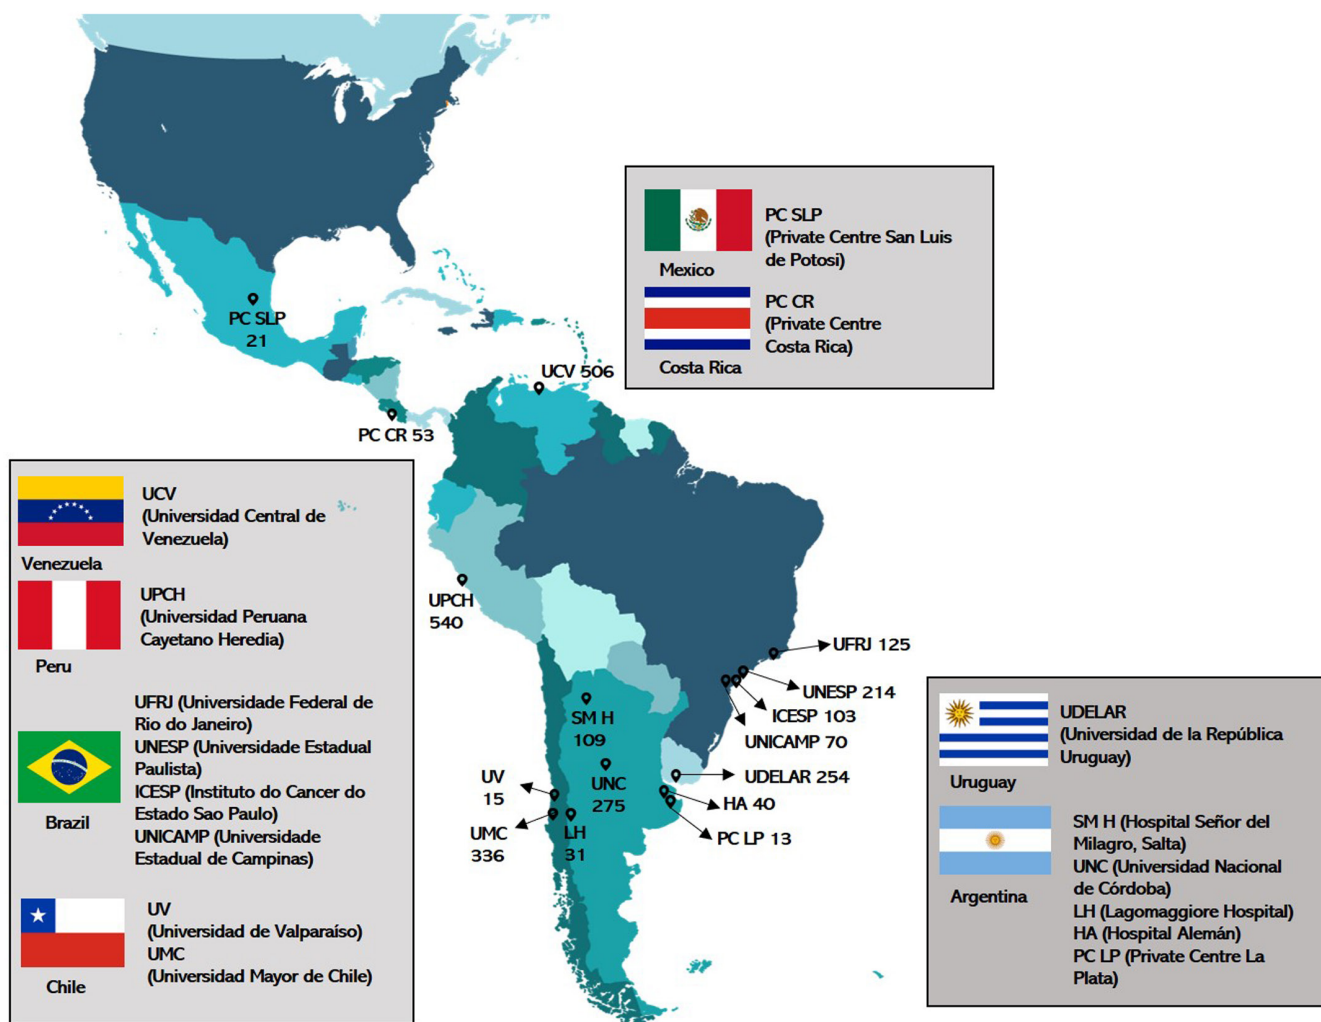 PC SLP
(Private Centre San Luis
de Potosi)
Mexico
PC CR
(Private Centre
Costa Rica)
Costa Rica
PC SLP
21
UCV 506
PC CR 53
UCV
(Universidad Central de
Venezuela)
Venezuela
UPCH
(Universidad Peruana
Cayetano Heredia)
Peru
UFRJ (Universidade Federal de
Rio do Janeiro)
UNESP (Universidade Estadual
Paulista)
ICESP (Instituto do Cancer do
Estado Sao Paulo)
UNICAMP (Universidade
Estadual de Campinas)
Brazil
UV
(Universidad de Valparaíso)
UMC
(Universidad Mayor de Chile)
Chile
UPCH
540
UFRJ 125
UNESP 214
ICESP 103
UNICAMP 70
SM H
109
UDELAR 254
UNC
275
UV
15
HA 40
UMC
336
LH
31
PC LP 13
UDELAR
(Universidad de la República
Uruguay)
Uruguay
SM H (Hospital Señor del
Milagro, Salta)
UNC (Universidad Nacional
de Córdoba)
LH (Lagomaggiore Hospital)
HA (Hospital Alemán)
PC LP (Private Centre La
Plata)
Argentina